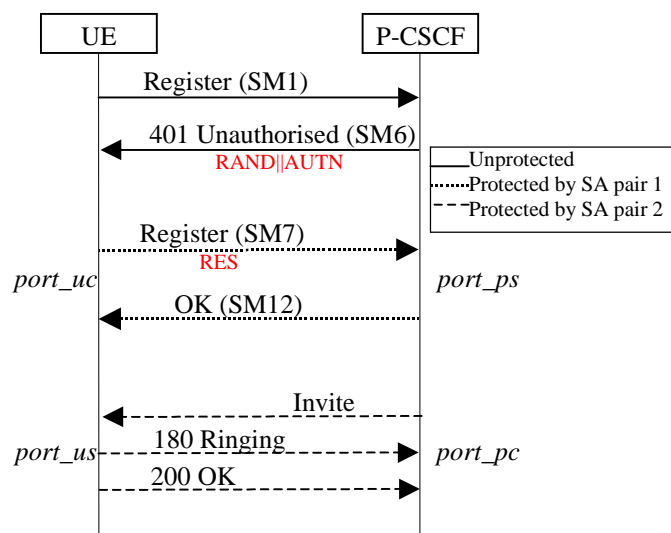 UE
P-CSCF
Register (SM1)
401 Unauthorised (SM6)
RAND||AUTN
Unprotected
Protected by SA pair 1
Protected by SA pair 2
Register (SM7)
RES
port_uc
port_ps
OK (SM12)
Invite
port_us
180 Ringing
port_pc
200 OK